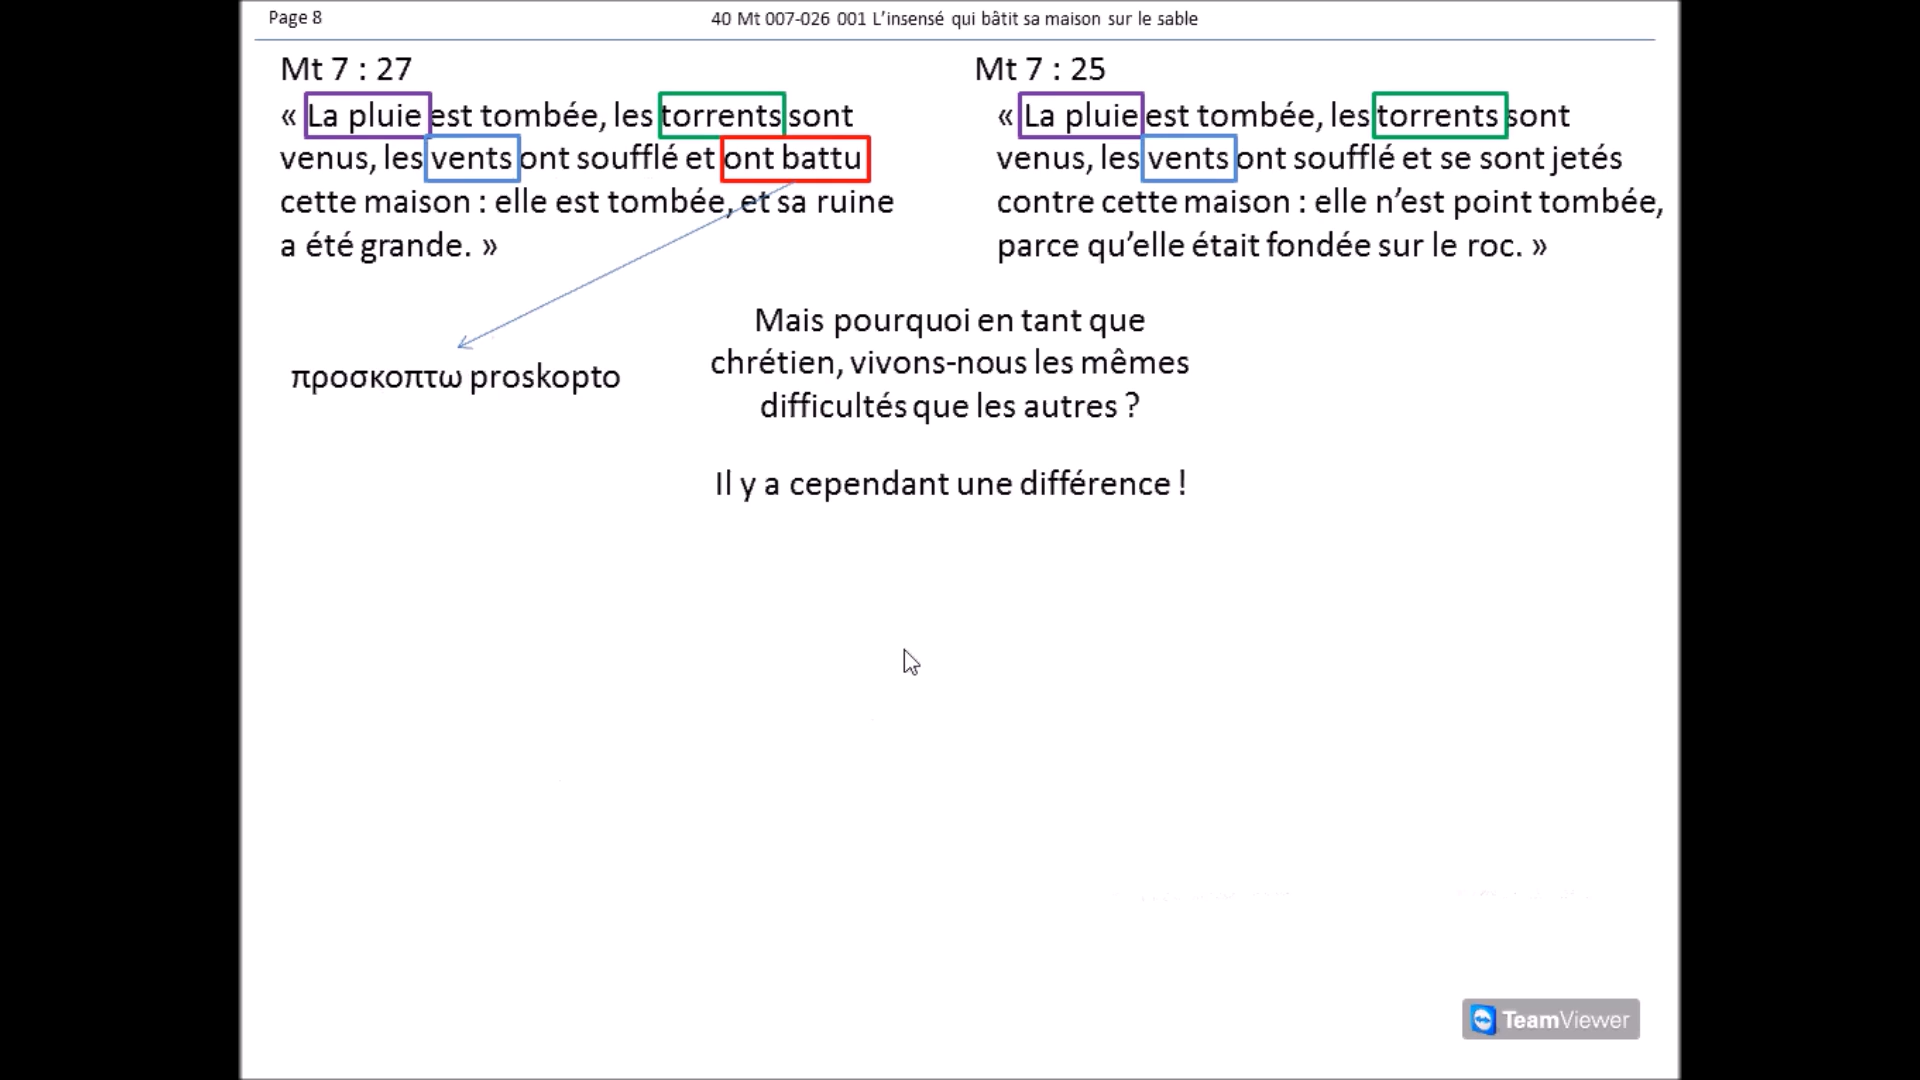 Page 8
40 Mt 007-026 001 L’insensé qui bâtit sa maison sur le sable
Mt 7 : 27
« La pluie est tombée, les torrents sont
venus, les vents ont soufflé et ont battu
cette maison : elle est tombée, et sa ruine
a été grande. »
Mt 7 : 25
« La pluie est tombée, les torrents sont
venus, les vents ont soufflé et se sont jetés
contre cette maison : elle n’est point tombée,
parce qu’elle était fondée sur le roc. »
προσκοπτω proskopto
Mais pourquoi en tant que
chrétien, vivons-nous les mêmes
difficultés que les autres ?
Il y a cependant une différence !
TeamViewer